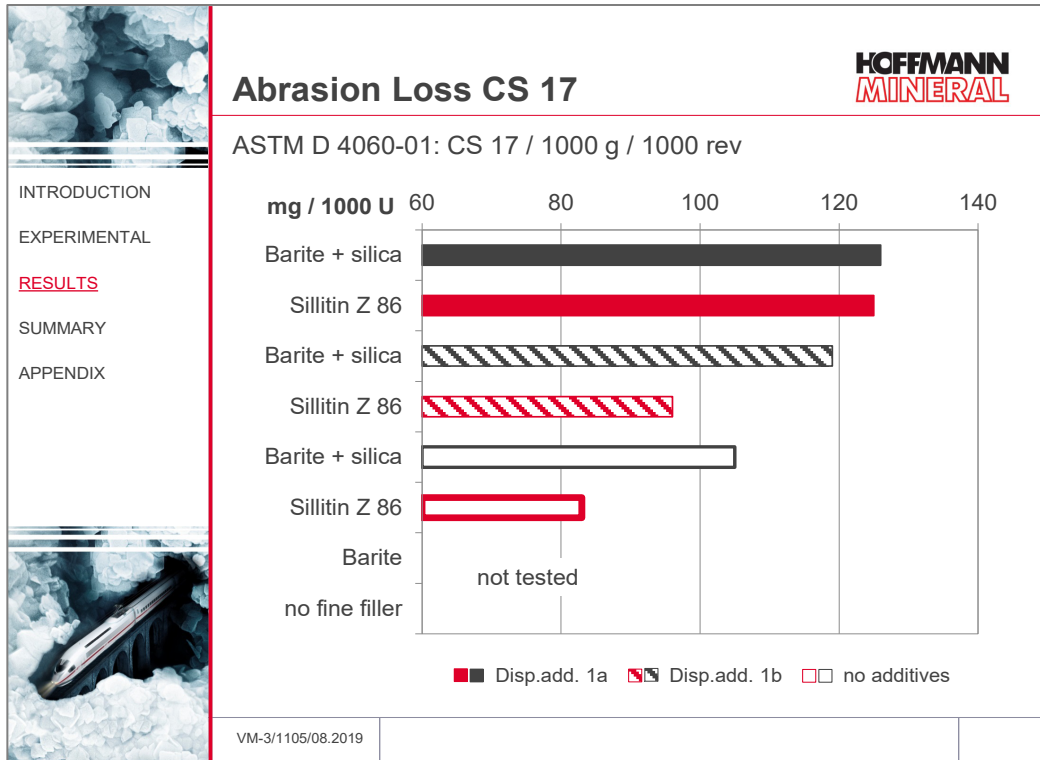 Abrasion Loss CS 17
HOFFMANN
MINERAL
ASTM D 4060-01: CS 17 / 1000 g / 1000 rev
INTRODUCTION
EXPERIMENTAL
RESULTS
SUMMARY
APPENDIX
mg / 1000 U 60 80 100 120 140
Barite + silica
Sillitin Z 86
Barite + silica
Sillitin Z 86
Barite + silica
Sillitin Z 86
Barite
not tested
no fine filler
Disp.add. 1a Disp.add. 1b no additives
VM-3/1105/08.2019